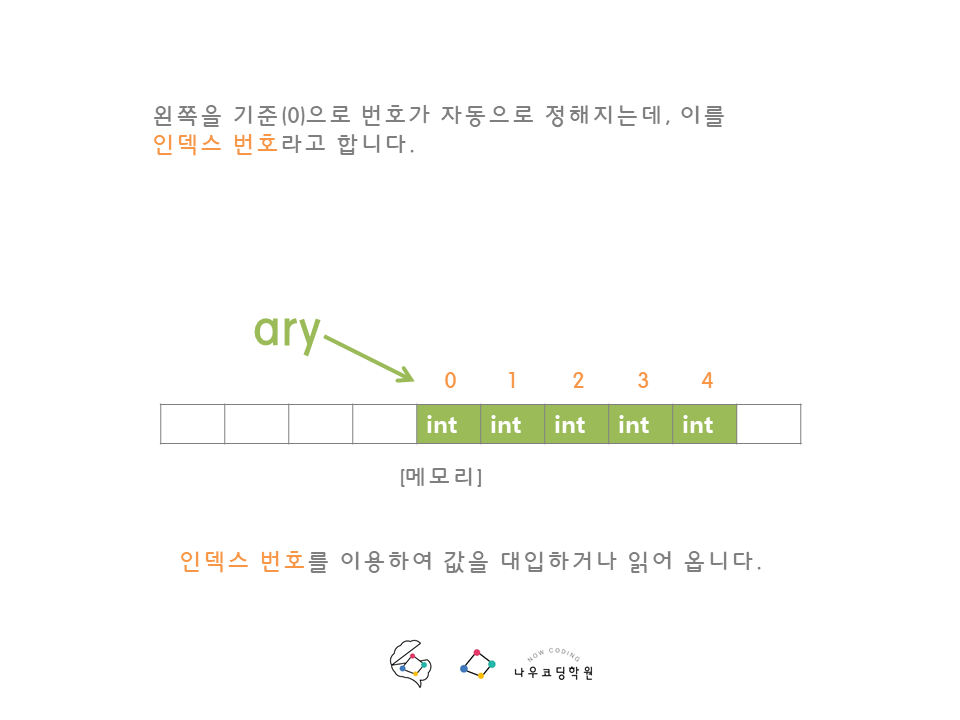 왼쪽을 기준(0)으로 번호가 자동으로 정해지는데, 이를
인덱스 번호라고 합니다.
ary
0 1 2 3 4
int int int int int
[메모리]
인덱스 번호를 이용하여 값을 대입하거나 읽어 옵니다.
NOW CODING
나우코딩학원